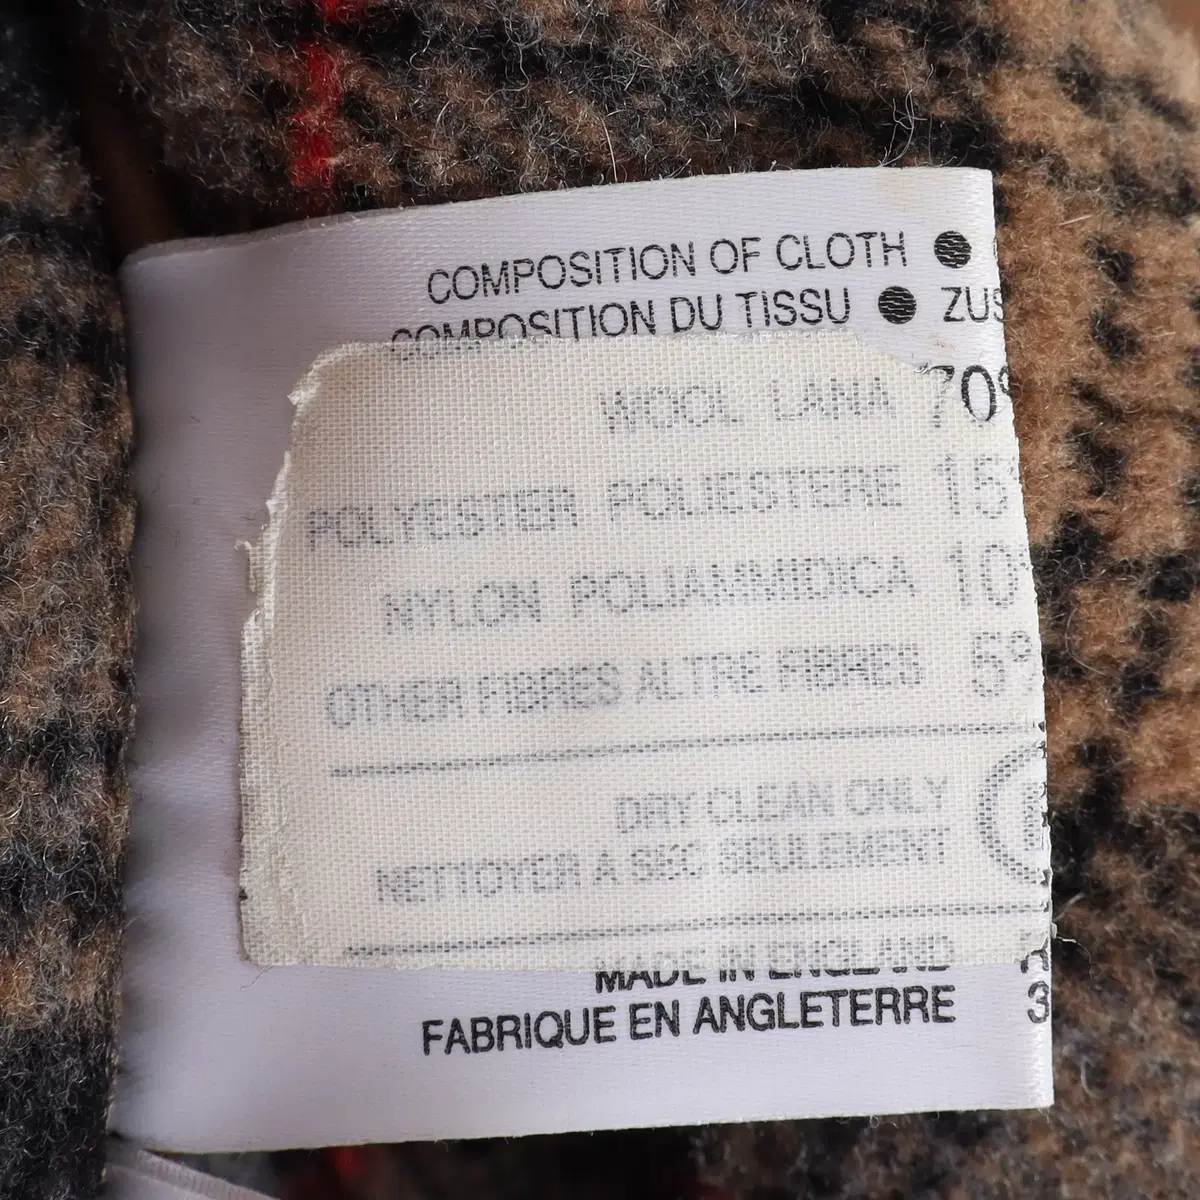 COMPOSITION OF CLOTH ●
COMPOSITION DU TISSU ● ZUS
WOOL LANA 70%
POLYESTER POLIESTERE 15
NYLON POLIAMMIDICA 10
OTHER FIBRES ALTRE FIBRES 5%
DRY CLEAN ONLY
NETTOYER A SEC SEULEMENT
MADE IN ENGLAND
FABRIQUE EN ANGLETERRE 3